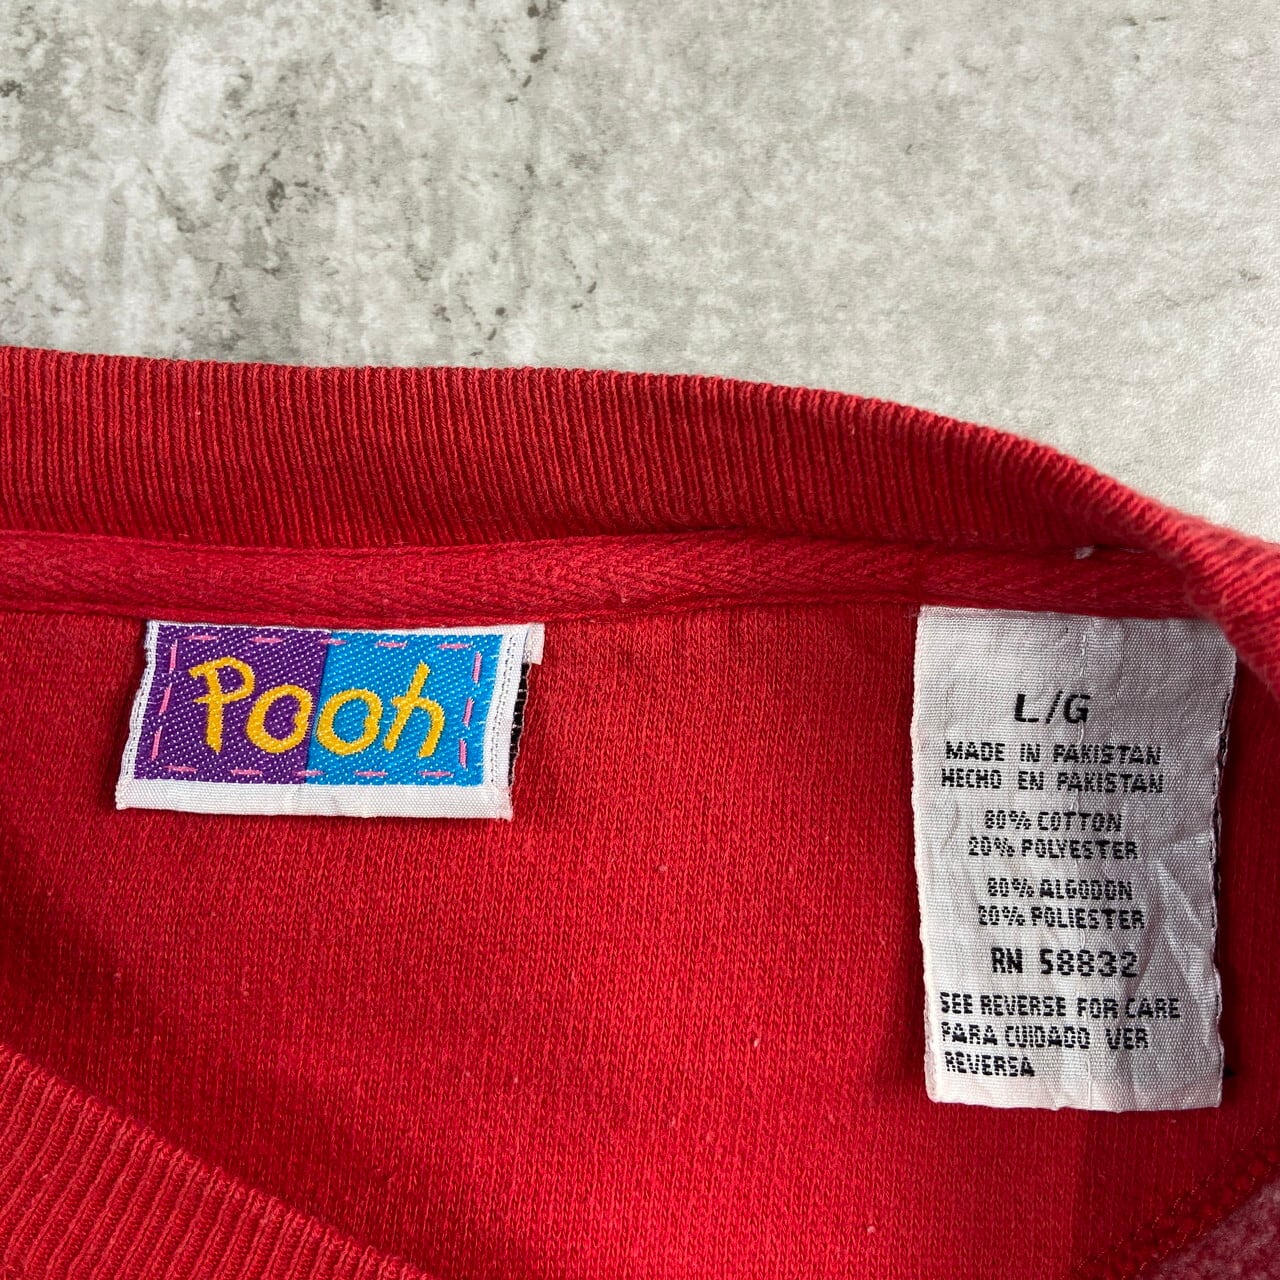 Pooh
L/G
MADE IN PAKISTAN
HECHO EN PAKISTAN
80% COTTON
20% POLYESTER
80% ALGODON
20% POLIESTER
RN 58832
SEE REVERSE FOR CARE
PARA CUIDADO VER
REVERSA